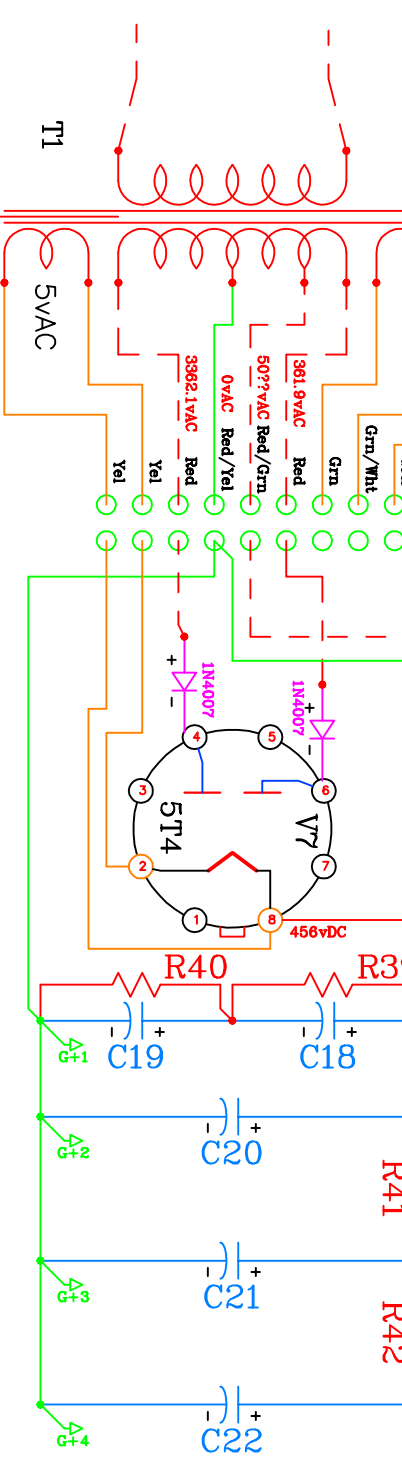 T1
5vAC
3362.1vAC
Red
0vAC
Red/Yel
50??vAC
Red/Grn
361.9vAC
Red
Grn
Grn/Wht
Yel
Yel
+
-
1N4007
1N4007
+
-
4
5
3
6
5T4
V7
2
7
1
8
456vDC
R40
- +
- +
G+1
C19
C18
- +
G+2
C20
R41
- +
G+3
C21
R42
- +
G+4
C22